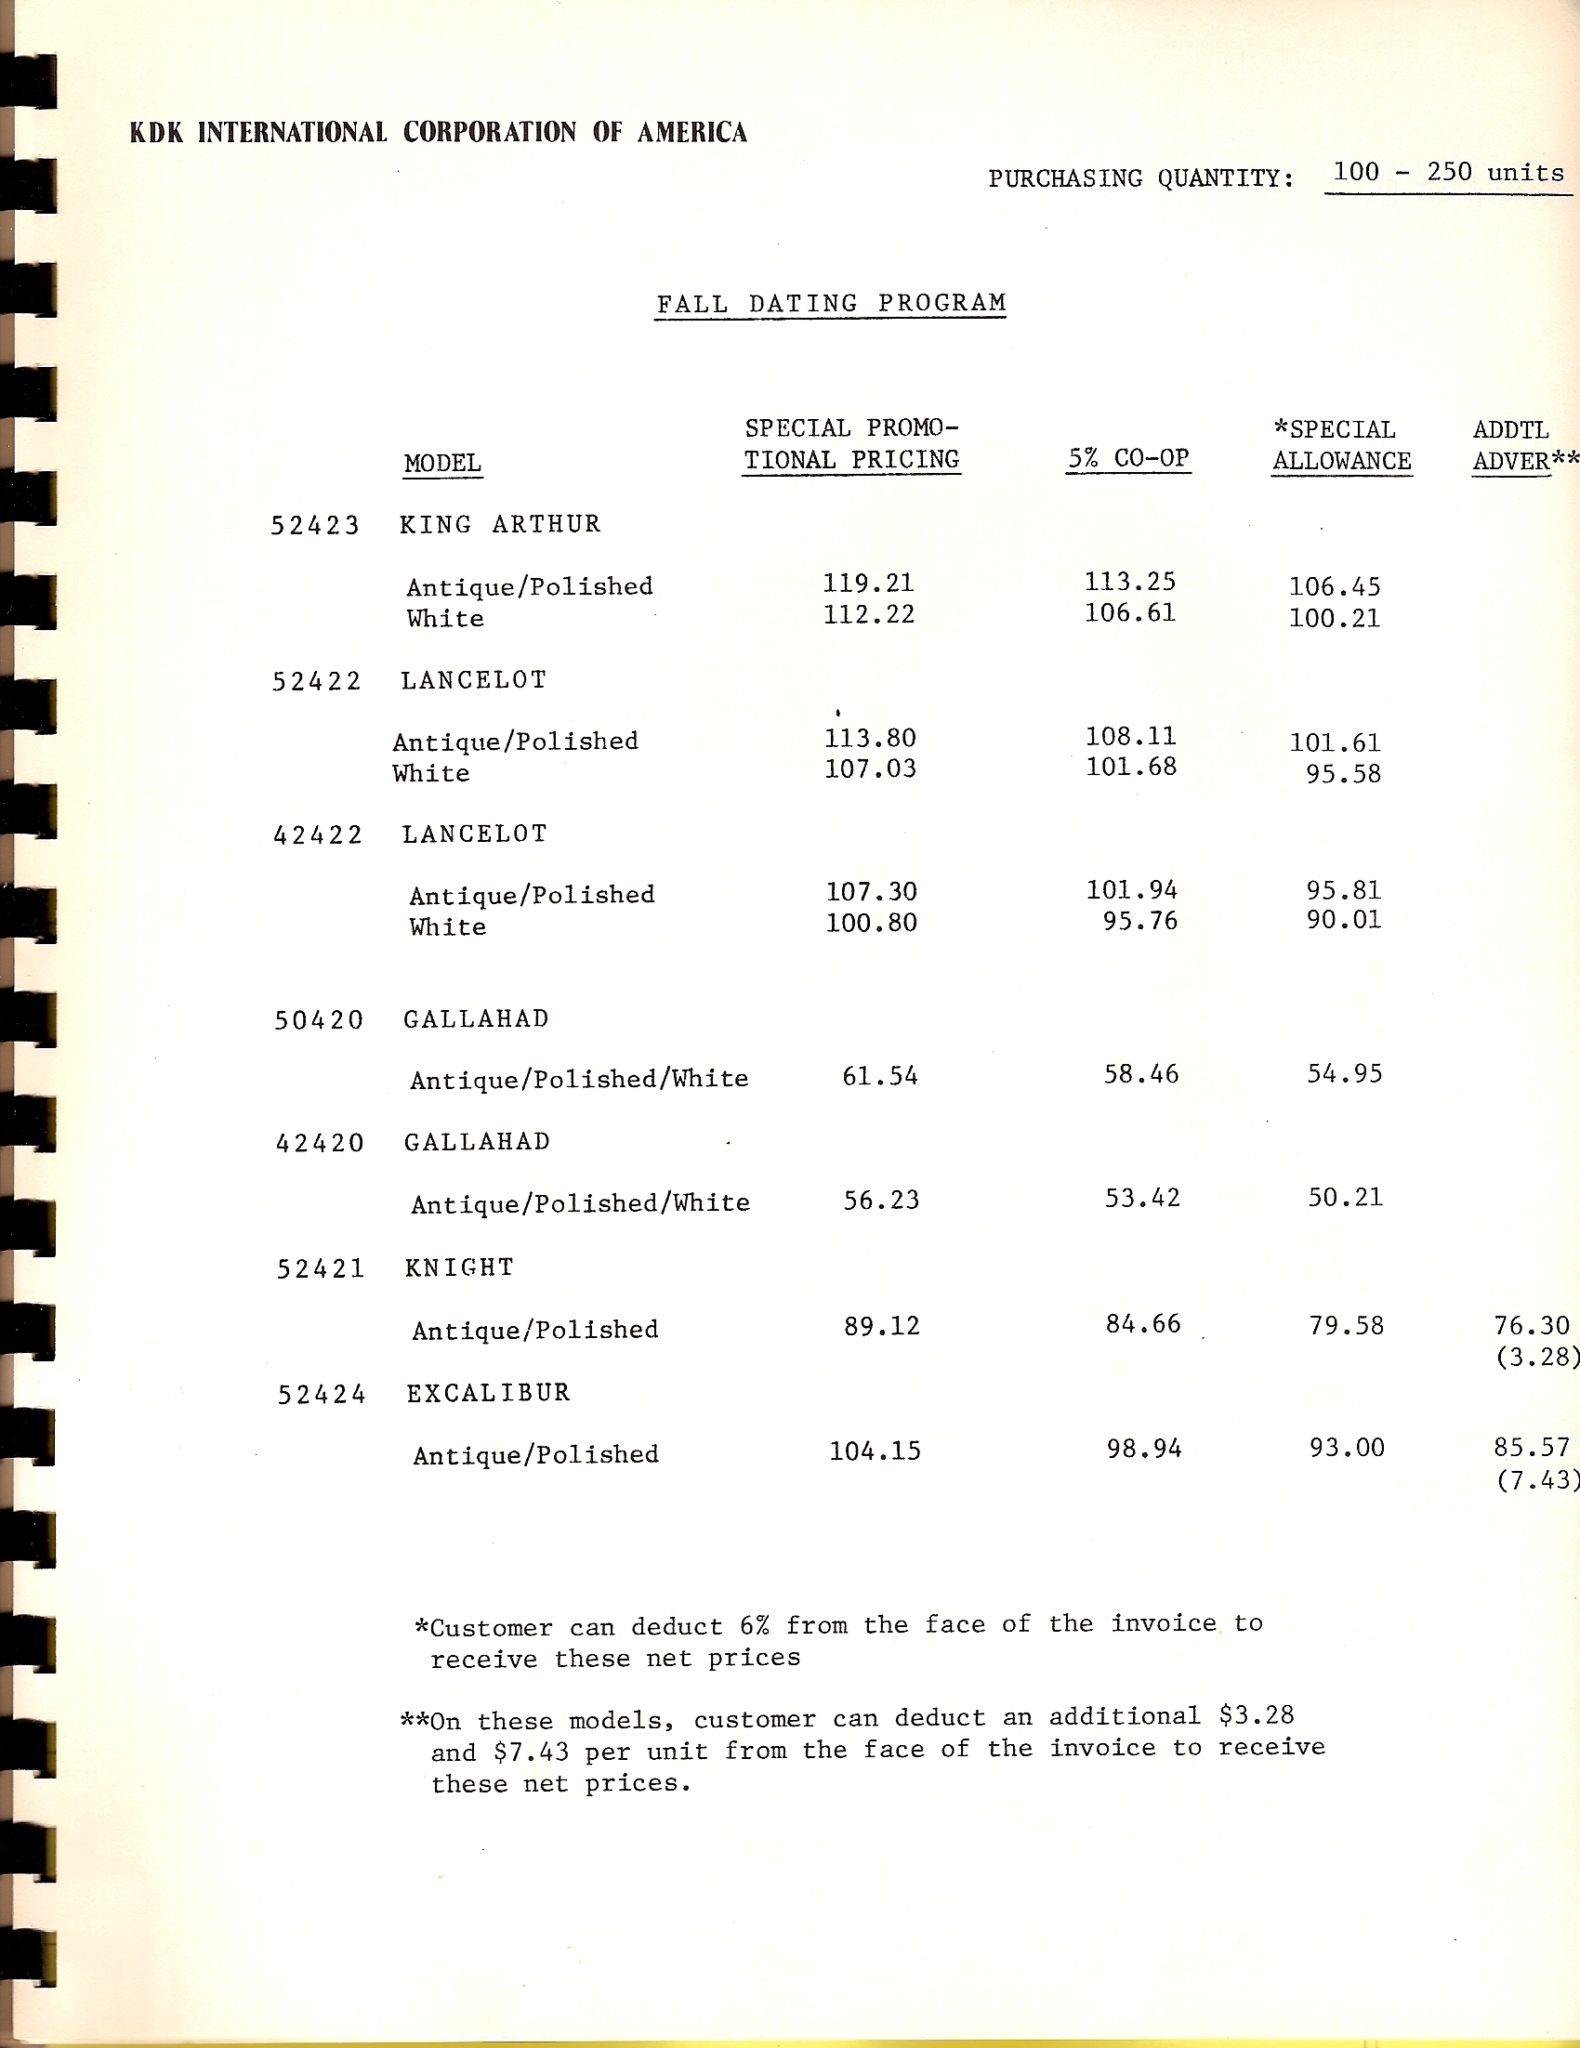 KDK INTERNATIONAL CORPORATION OF AMERICA
PURCHASING QUANTITY: 100 - 250 units
FALL DATING PROGRAM
MODEL SPECIAL PROMO-TIONAL PRICING 5% CO-OP *SPECIAL ALLOWANCE ADDTL ADVER**
52423 KING ARTHUR
Antique/Polished 119.21 113.25 106.45
White 112.22 106.61 100.21
52422 LANCELOT
Antique/Polished 113.80 108.11 101.61
White 107.03 101.68 95.58
42422 LANCELOT
Antique/Polished 107.30 101.94 95.81
White 100.80 95.76 90.01
50420 GALLAHAD
Antique/Polished/White 61.54 58.46 54.95
42420 GALLAHAD
Antique/Polished/White 56.23 53.42 50.21
52421 KNIGHT
Antique/Polished 89.12 84.66 79.58 76.30
(3.28)
52424 EXCALIBUR
Antique/Polished 104.15 98.94 93.00 85.57
(7.43)
*Customer can deduct 6% from the face of the invoice to
receive these net prices
**On these models, customer can deduct an additional $3.28
and $7.43 per unit from the face of the invoice to receive
these net prices.